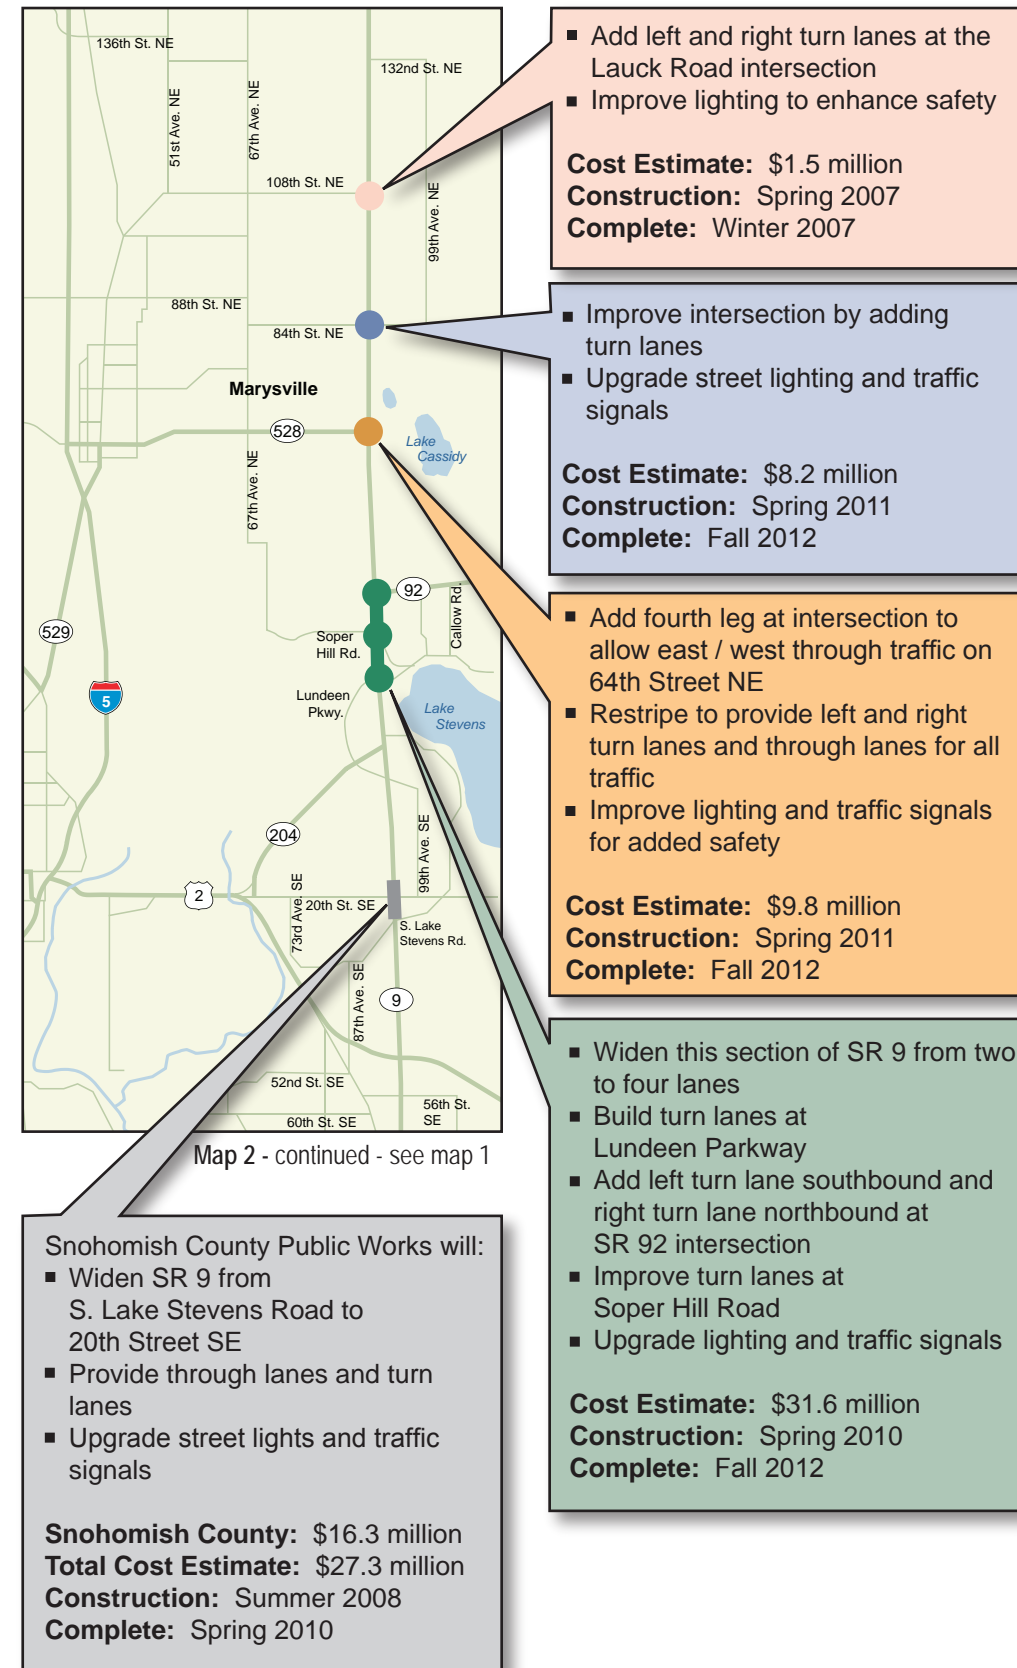 136th St. NE
132nd St. NE
51st Ave. NE
67th Ave. NE
108th St. NE
99th Ave. NE
88th St. NE
84th St. NE
Marysville
528
Lake
Cassidy
67th Ave. NE
92
Callow Rd.
529
Soper
Hill Rd.
5
Lundeen
Pkwy.
Lake
Stevens
204
99th Ave. SE
2
73rd Ave. SE
20th St. SE
S. Lake
Stevens Rd.
87th Ave. SE
9
52nd St. SE
56th St.
SE
60th St. SE
Map 2 - continued - see map 1
▪ Add left and right turn lanes at the
Lauck Road intersection
▪ Improve lighting to enhance safety
Cost Estimate: $1.5 million
Construction: Spring 2007
Complete: Winter 2007
▪ Improve intersection by adding
turn lanes
▪ Upgrade street lighting and traffic
signals
Cost Estimate: $8.2 million
Construction: Spring 2011
Complete: Fall 2012
▪ Add fourth leg at intersection to
allow east / west through traffic on
64th Street NE
▪ Restripe to provide left and right
turn lanes and through lanes for all
traffic
▪ Improve lighting and traffic signals
for added safety
Cost Estimate: $9.8 million
Construction: Spring 2011
Complete: Fall 2012
▪ Widen this section of SR 9 from two
to four lanes
▪ Build turn lanes at
Lundeen Parkway
▪ Add left turn lane southbound and
right turn lane northbound at
SR 92 intersection
▪ Improve turn lanes at
Soper Hill Road
▪ Upgrade lighting and traffic signals
Cost Estimate: $31.6 million
Construction: Spring 2010
Complete: Fall 2012
Snohomish County Public Works will:
▪ Widen SR 9 from
S. Lake Stevens Road to
20th Street SE
▪ Provide through lanes and turn
lanes
▪ Upgrade street lights and traffic
signals
Snohomish County: $16.3 million
Total Cost Estimate: $27.3 million
Construction: Summer 2008
Complete: Spring 2010